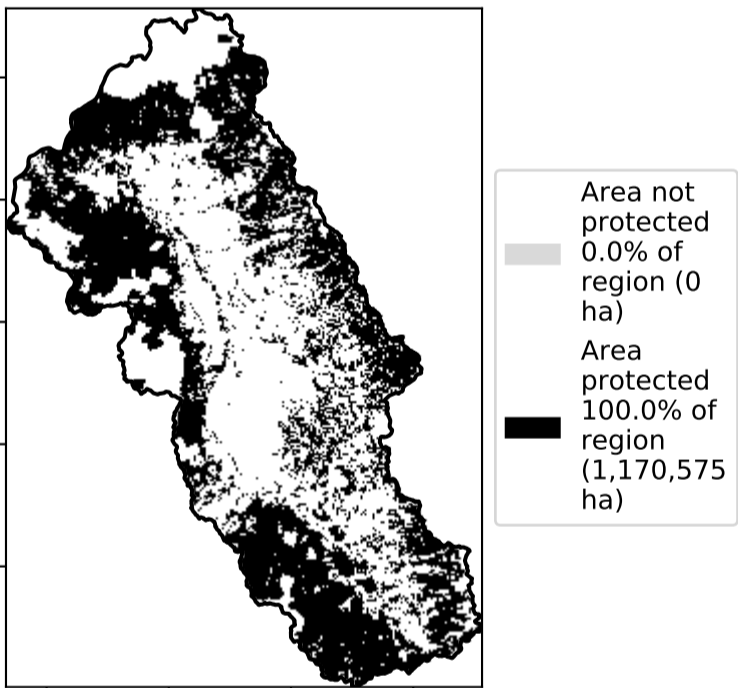 Area not
protected
0.0% of
region (0
ha)
Area
protected
100.0% of
region
(1,170,575
ha)